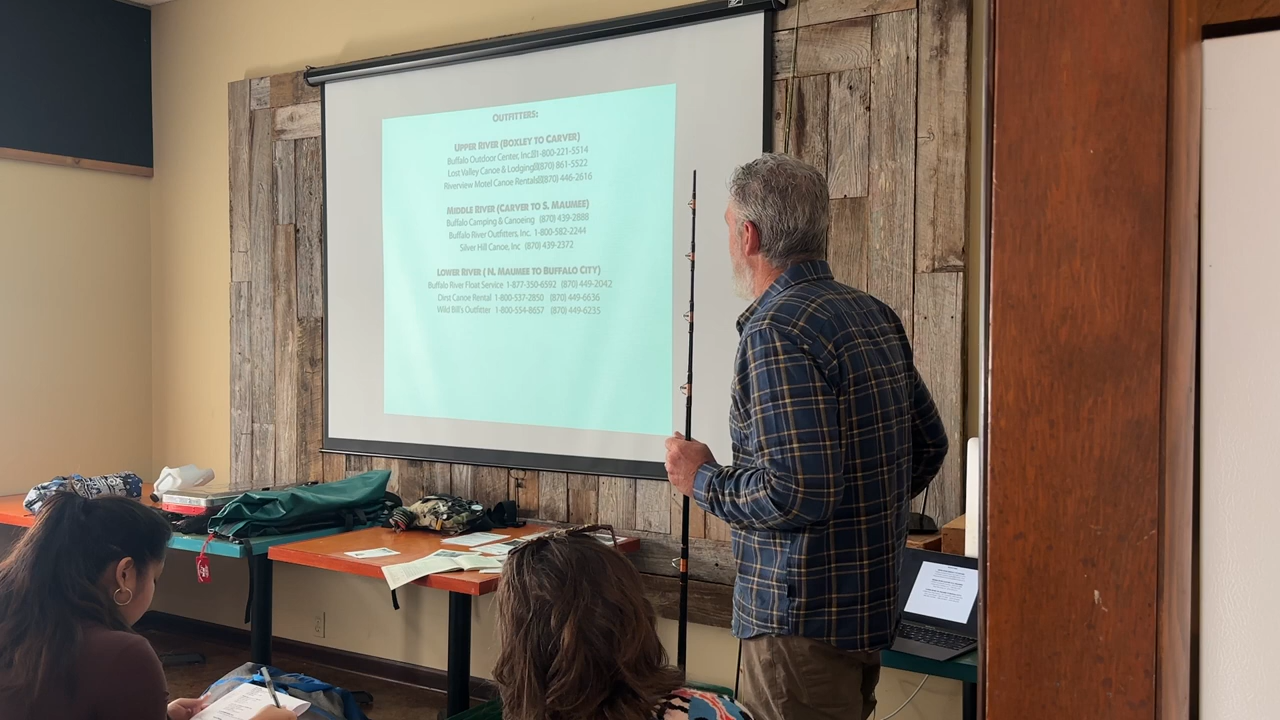 OUTFITTERS:
UPPER RIVER (BOXLEY TO CARVER)
Buffalo Outdoor Center, Inc. 1-800-221-5514
Lost Valley Canoe & Lodging (870) 861-5522
Riverview Motel Canoe Rentals (870) 446-2616
MIDDLE RIVER (CARVER TO S. MAUMEE)
Buffalo Camping & Canoeing (870) 439-2888
Buffalo River Outfitters, Inc. 1-800-582-2244
Silver Hill Canoe, Inc (870) 439-2372
LOWER RIVER ( N. MAUMEE TO BUFFALO CITY)
Buffalo River Float Service 1-877-350-6592 (870) 449-2042
Dirst Canoe Rental 1-800-537-2850 (870) 449-6636
Wild Bill's Outfitter 1-800-554-8657 (870) 449-6235